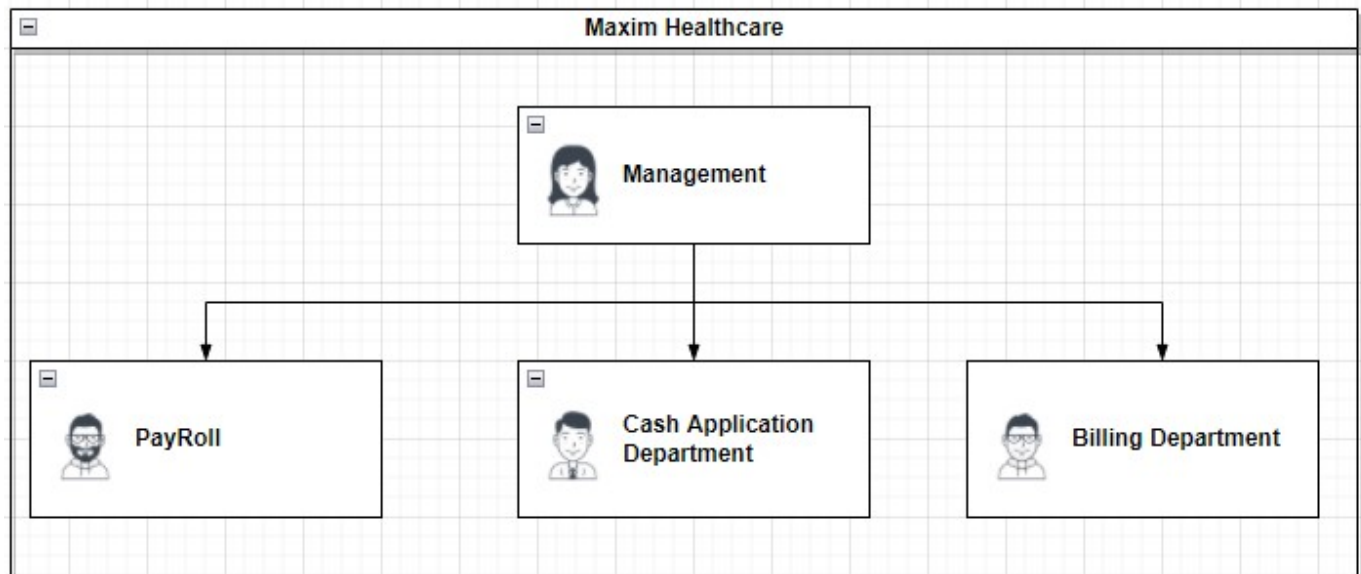 Maxim Healthcare
Management
PayRoll
Cash Application
Department
Billing Department